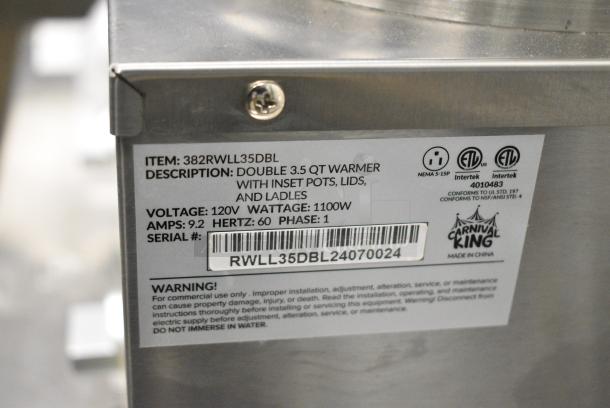 ITEM: 382RWLL35DBL
DESCRIPTION: DOUBLE 3.5 QT WARMER
WITH INSET POTS, LIDS,
AND LADLES
VOLTAGE: 120V WATTAGE: 1100W
AMPS: 9.2 HERTZ: 60 PHASE: 1
SERIAL #:
RWLL35DBL24070024
NEMA 5-15P
ETL US
Intertek
ETL
Intertek
4010483
CONFORMS TO UL STD. 197
CONFORMS TO NSF/ANSI STD. 4
CARNIVAL
KING
MADE IN CHINA
WARNING!
For commercial use only . Improper installation, adjustment, alteration, service, or maintenance
can cause property damage, injury, or death. Read the installation, operating, and maintenance
instructions thoroughly before installing or servicing this equipment. Warning! Disconnect from
electric supply before adjustment, alteration, service, or maintenance.
DO NOT IMMERSE IN WATER.